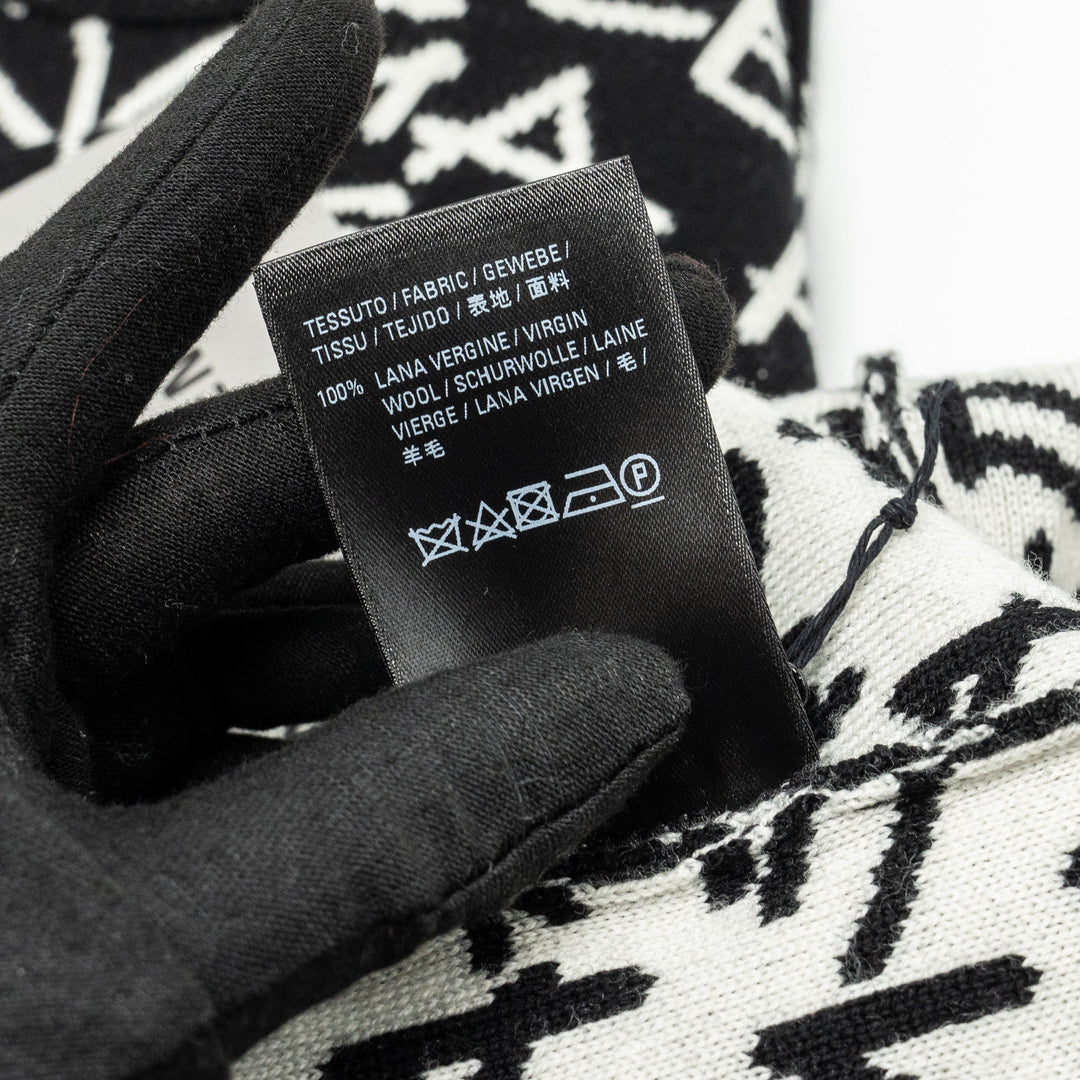 TESSUTO / FABRIC / GEWEBE /
TISSU / TEJIDO / 表地 / 面料
100% LANA VERGINE / VIRGIN
WOOL / SCHURWOLLE / LAINE
VIERGE / LANA VIRGEN / 毛 /
羊毛
P